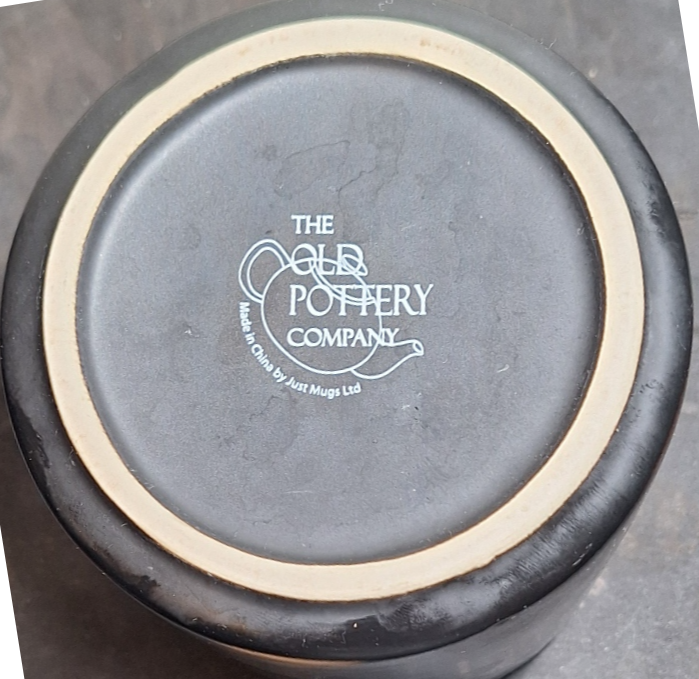 THE
OLD
POTTERY
COMPANY
Made in China by Just Mugs Ltd